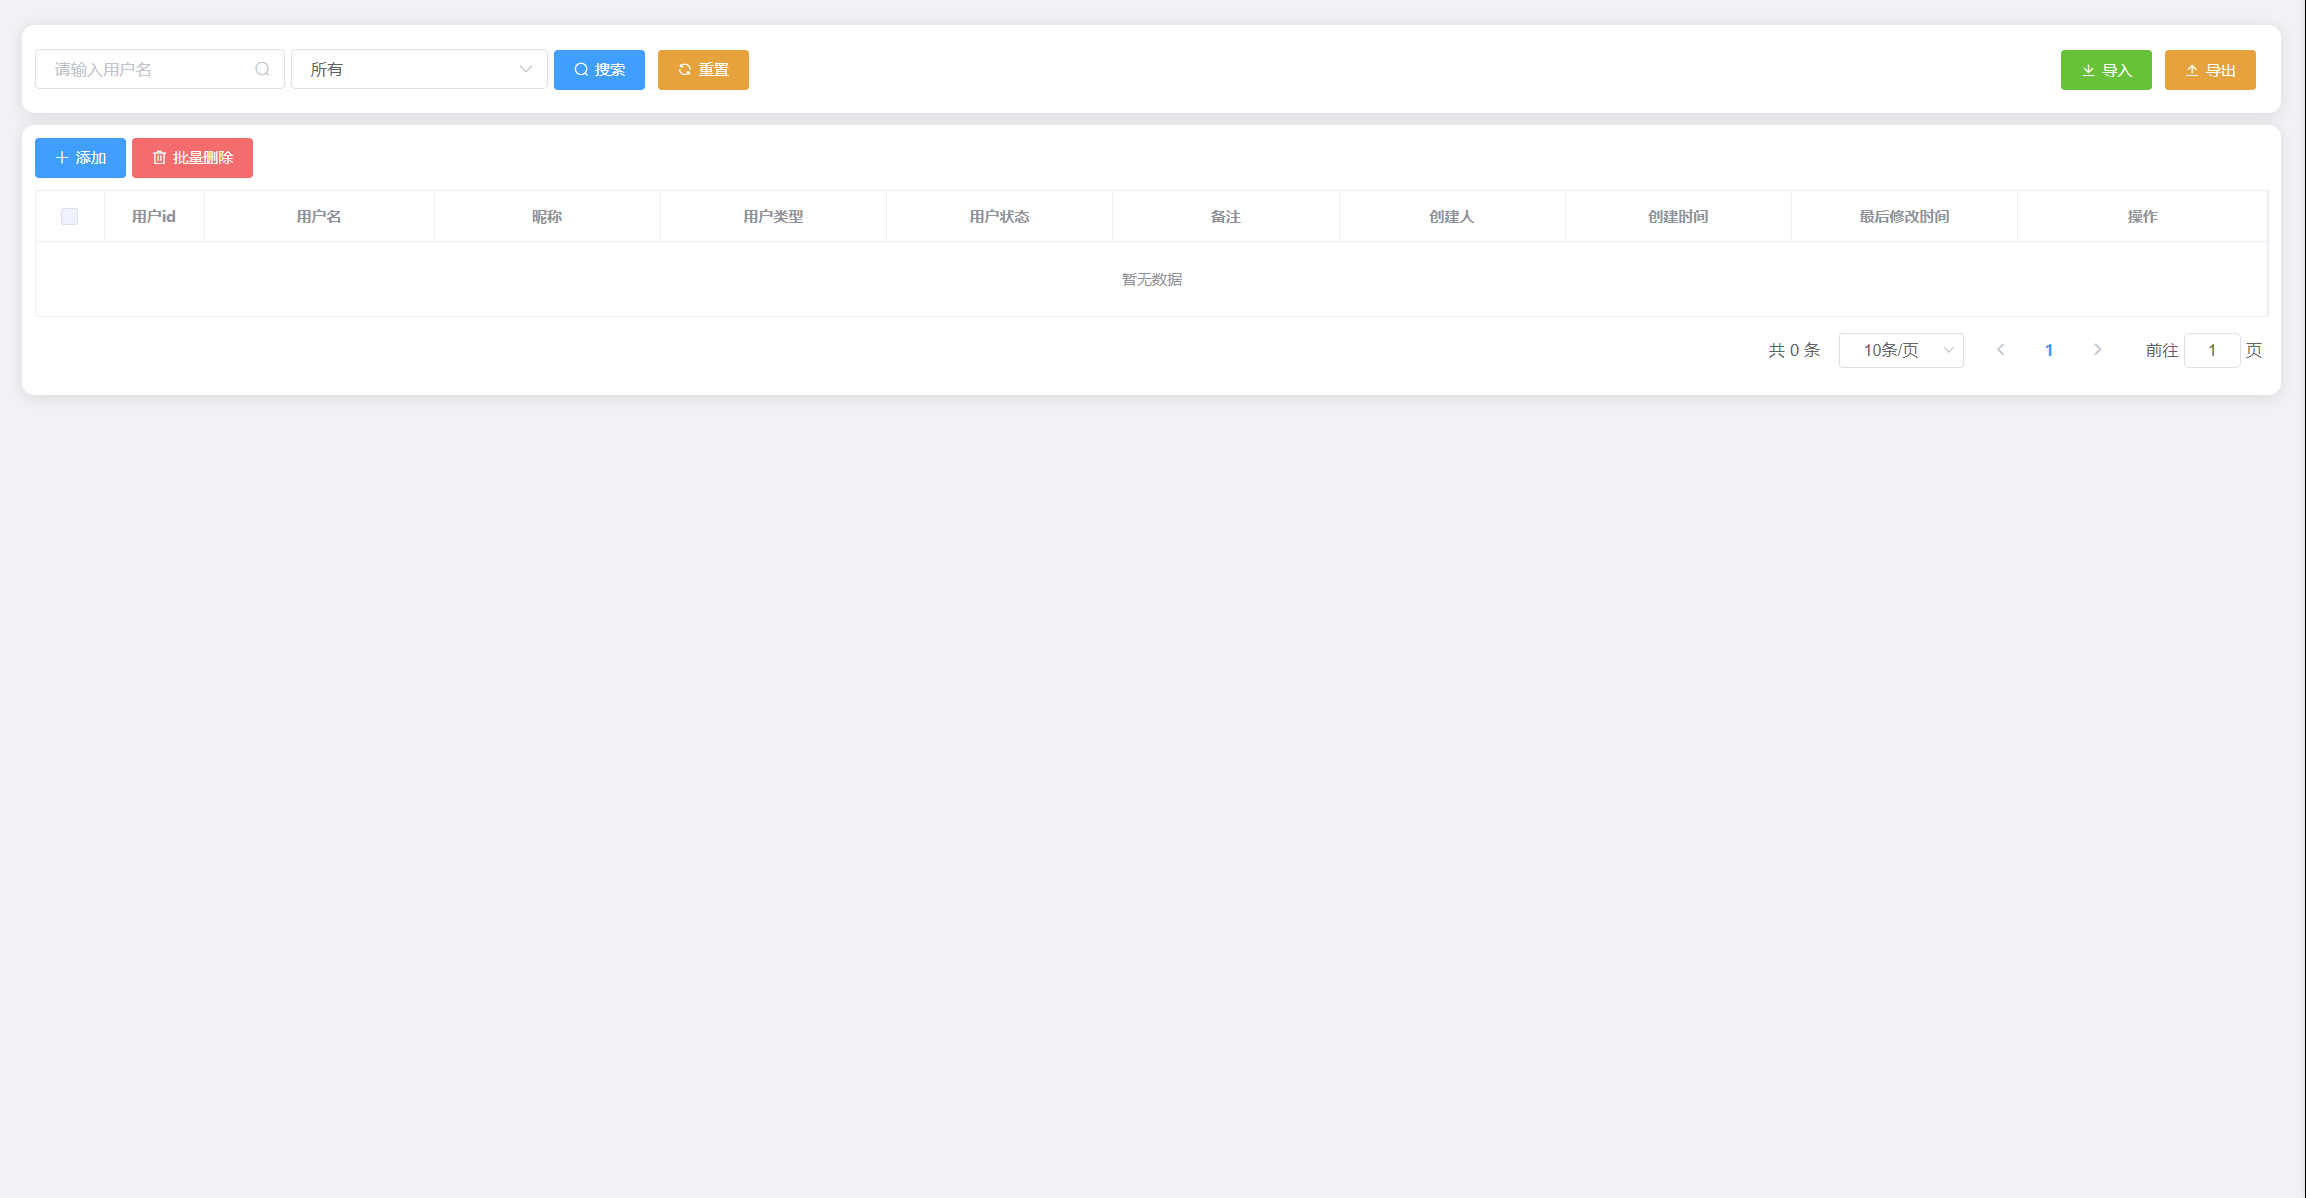 请输入用户名 所有 搜索 重置 导入 导出
添加 批量删除
用户id 用户名 昵称 用户类型 用户状态 备注 创建人 创建时间 最后修改时间 操作
暂无数据
共 0 条 10条/页 1 前往 1 页